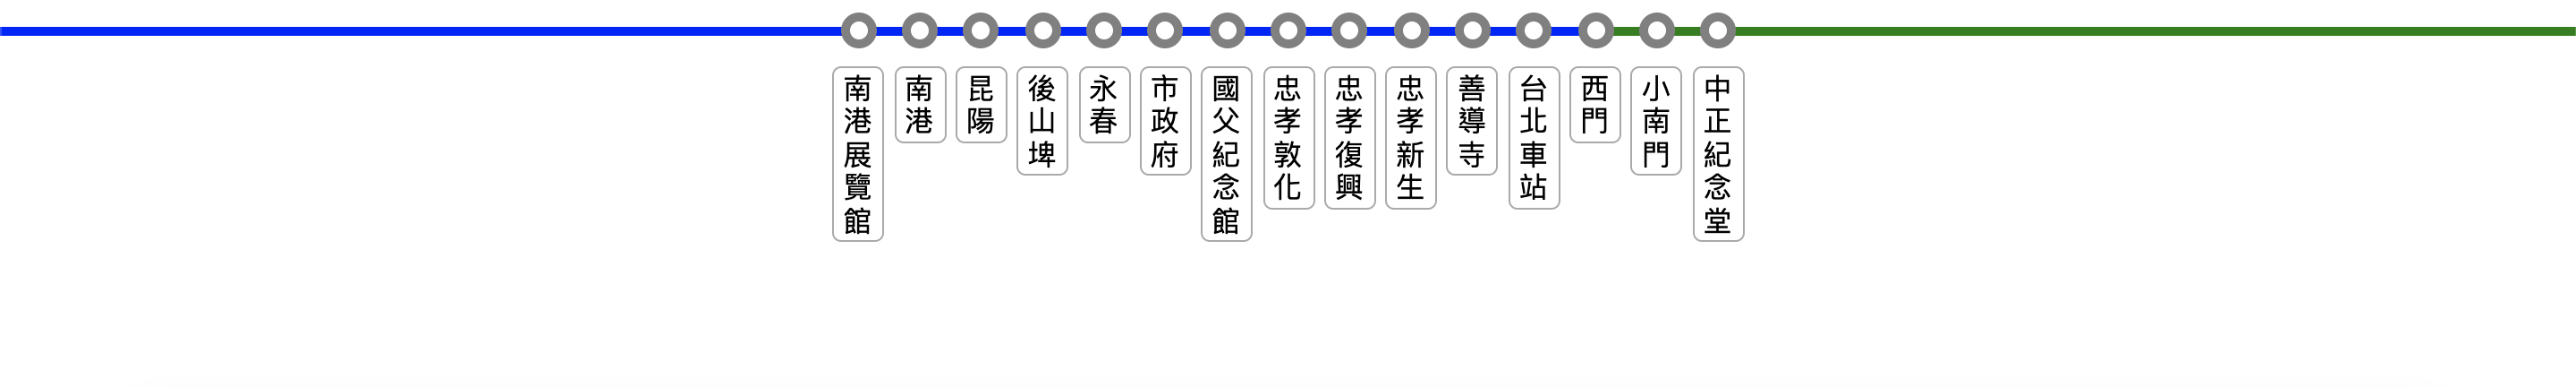 南港展覽館
南港
昆陽
後山埤
永春
市政府
國父紀念館
忠孝敦化
忠孝復興
忠孝新生
善導寺
台北車站
西門
小南門
中正紀念堂